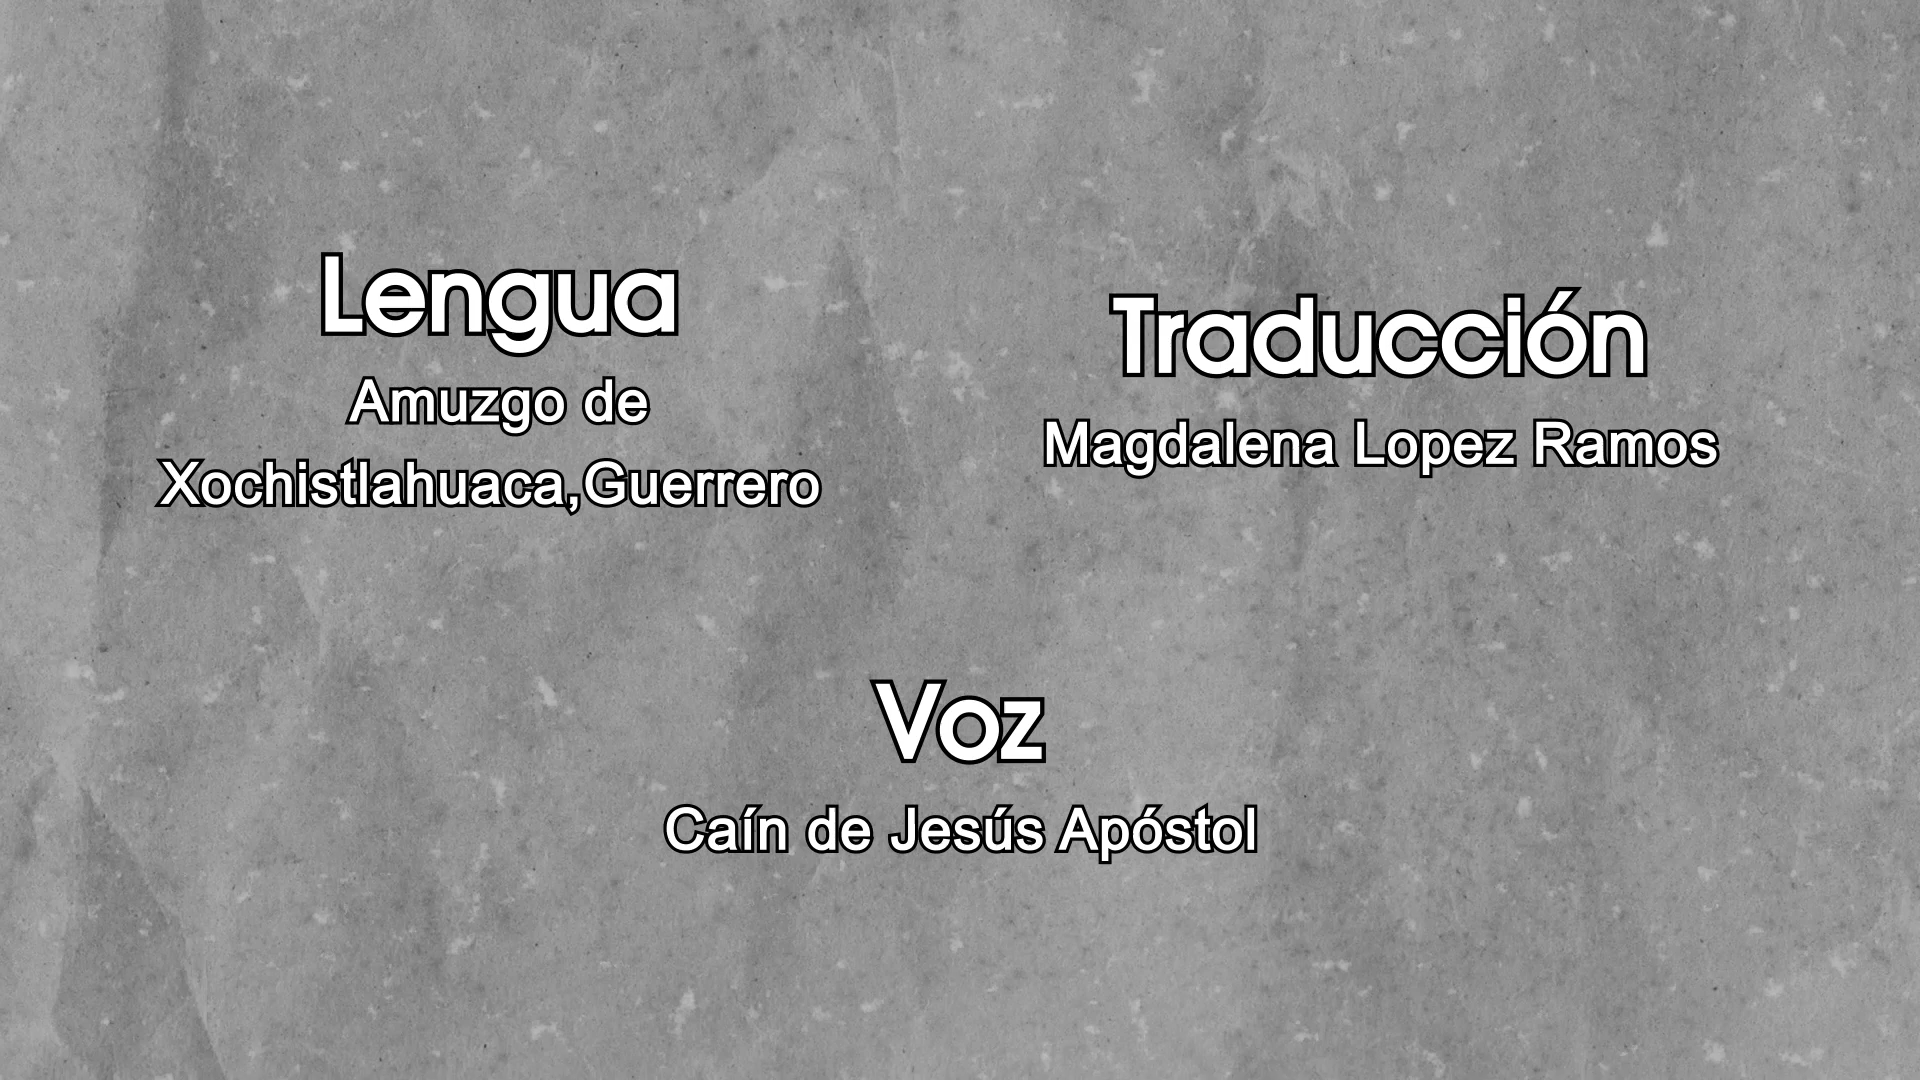 Lengua
Amuzgo de
Xochistlahuaca,Guerrero
Traducción
Magdalena Lopez Ramos
Voz
Caín de Jesús Apóstol